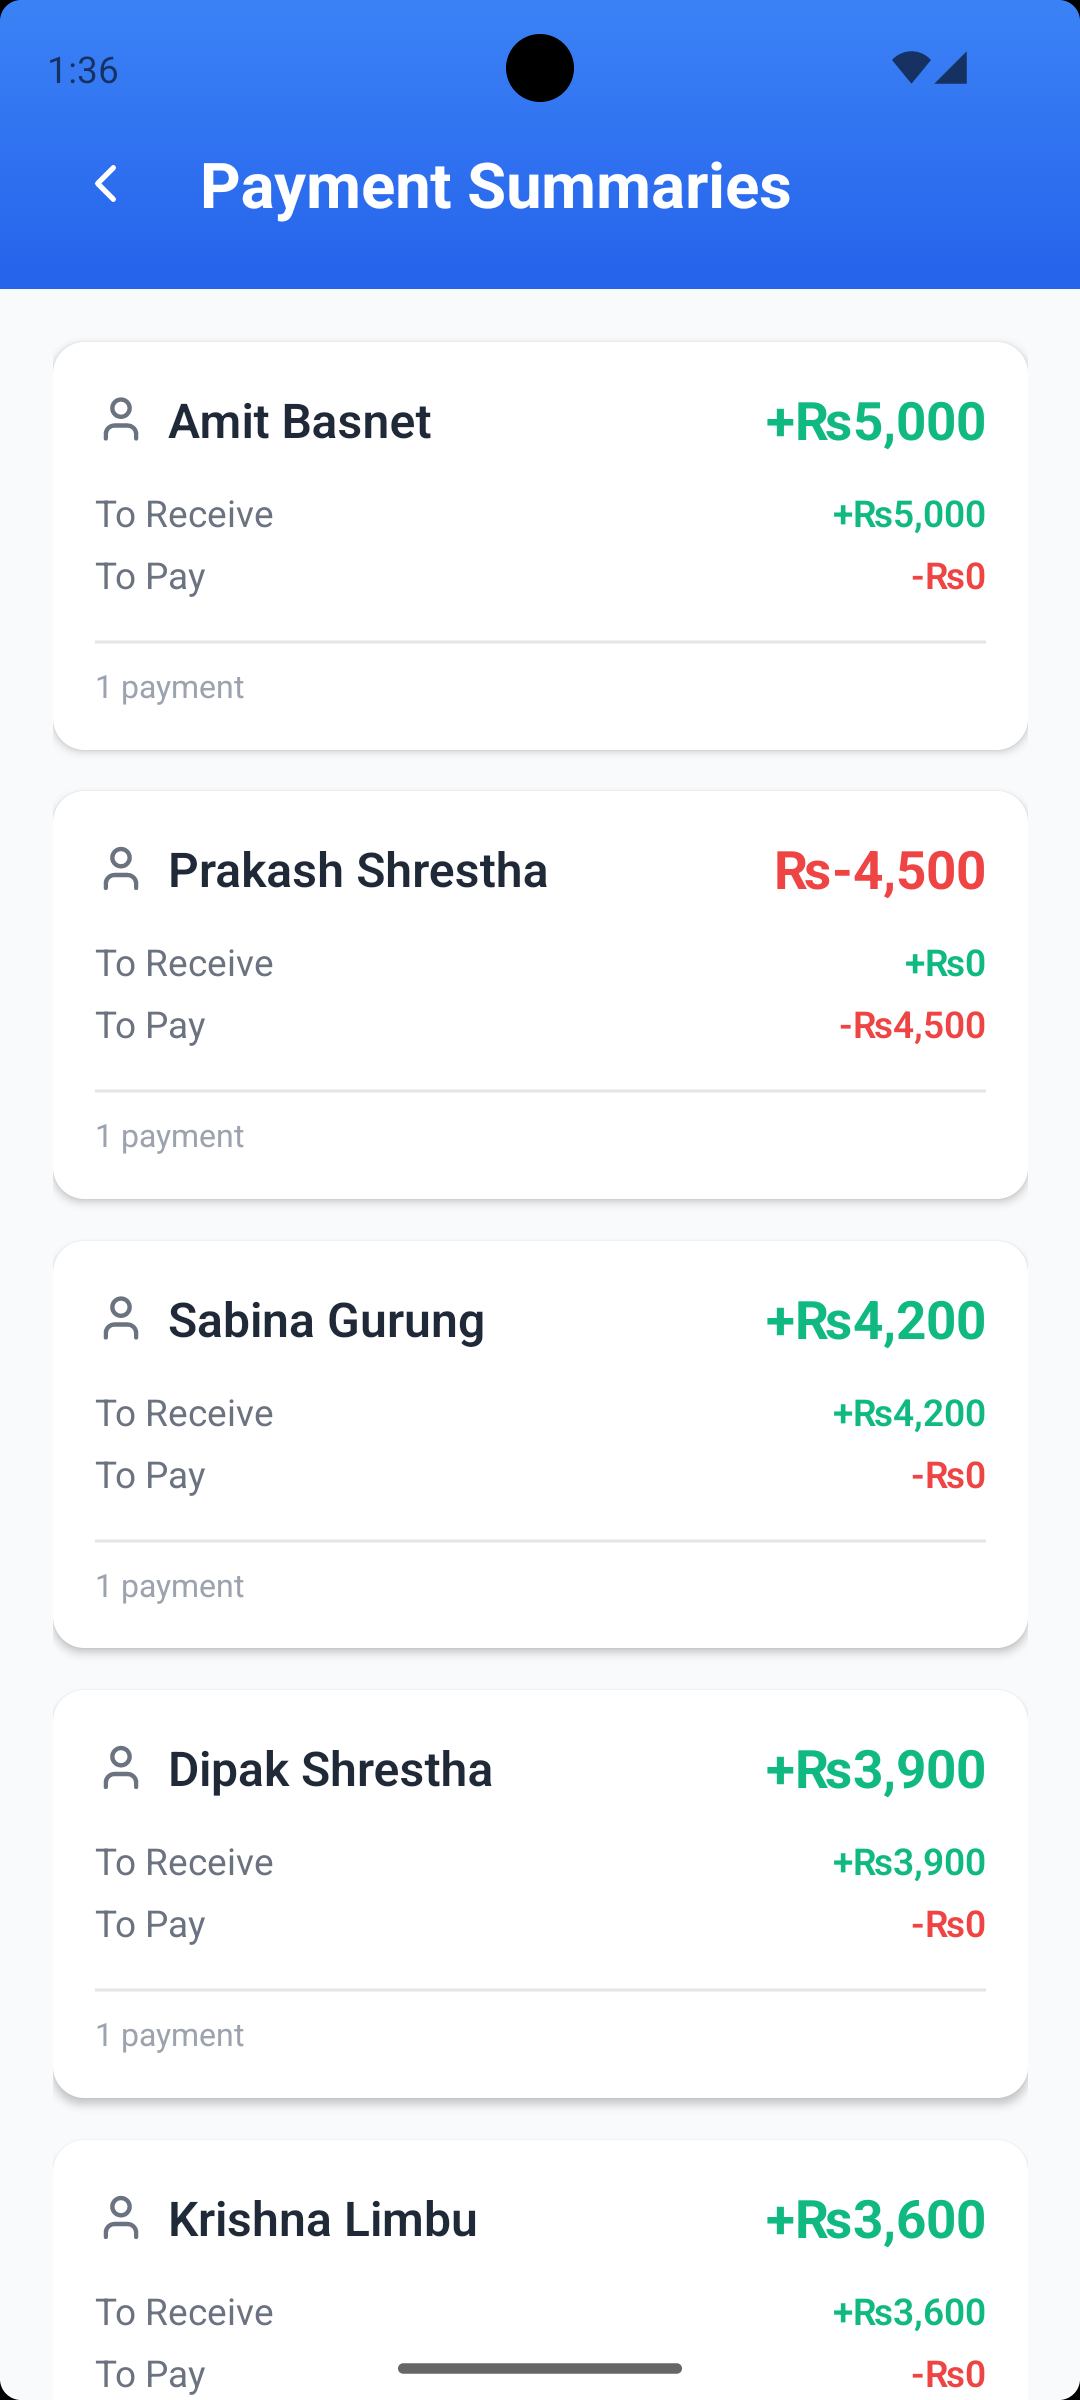 1:36
Payment Summaries
Amit Basnet +₨5,000
To Receive +₨5,000
To Pay -₨0
1 payment
Prakash Shrestha ₨-4,500
To Receive +₨0
To Pay -₨4,500
1 payment
Sabina Gurung +₨4,200
To Receive +₨4,200
To Pay -₨0
1 payment
Dipak Shrestha +₨3,900
To Receive +₨3,900
To Pay -₨0
1 payment
Krishna Limbu +₨3,600
To Receive +₨3,600
To Pay -₨0